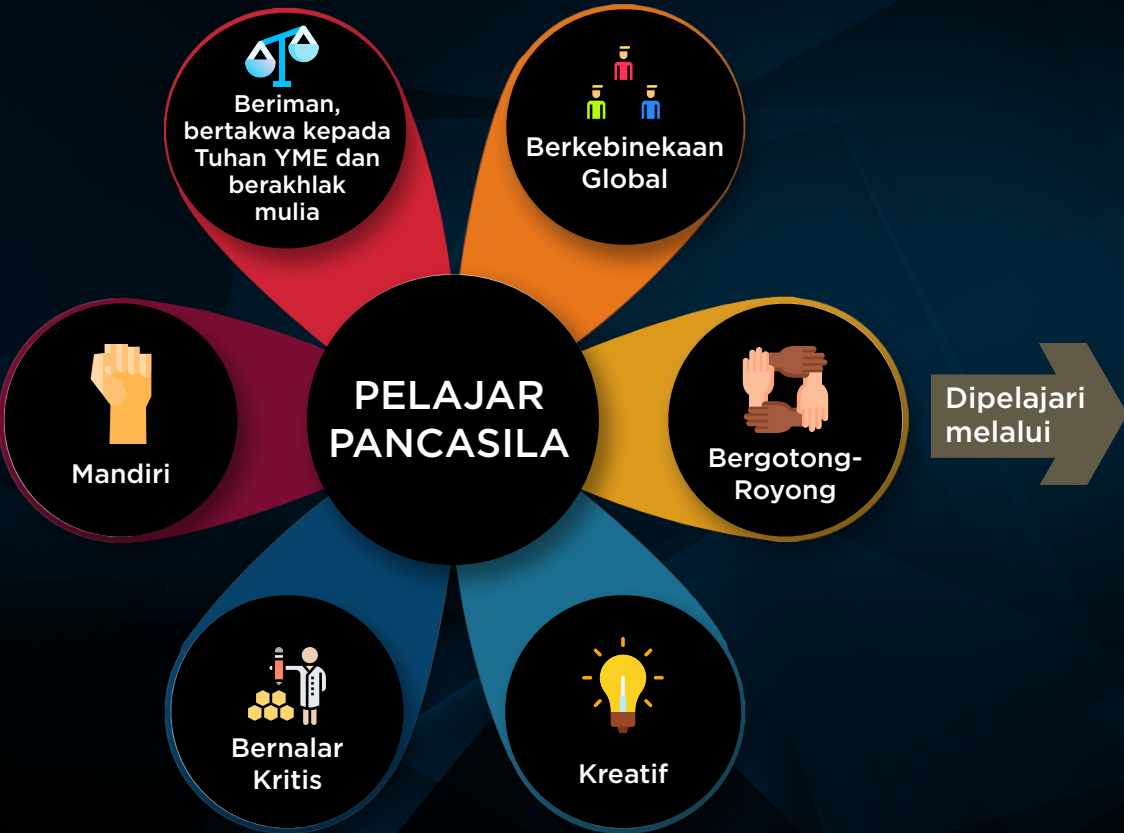 Beriman,
bertakwa kepada
Tuhan YME dan
berakhlak
mulia
Berkebinekaan
Global
Mandiri
PELAJAR
PANCASILA
Bergotong-
Royong
Dipelajari
melalui
Bernalar
Kritis
Kreatif